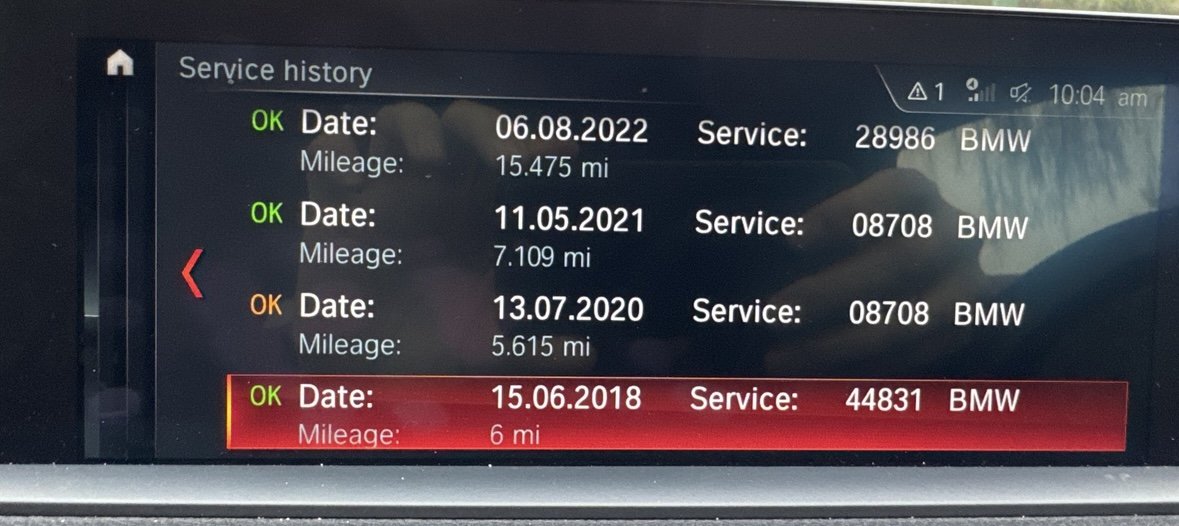 Service history
1 10:04 am
OK Date: 06.08.2022 Service: 28986 BMW
Mileage: 15.475 mi
OK Date: 11.05.2021 Service: 08708 BMW
Mileage: 7.109 mi
OK Date: 13.07.2020 Service: 08708 BMW
Mileage: 5.615 mi
OK Date: 15.06.2018 Service: 44831 BMW
Mileage: 6 mi